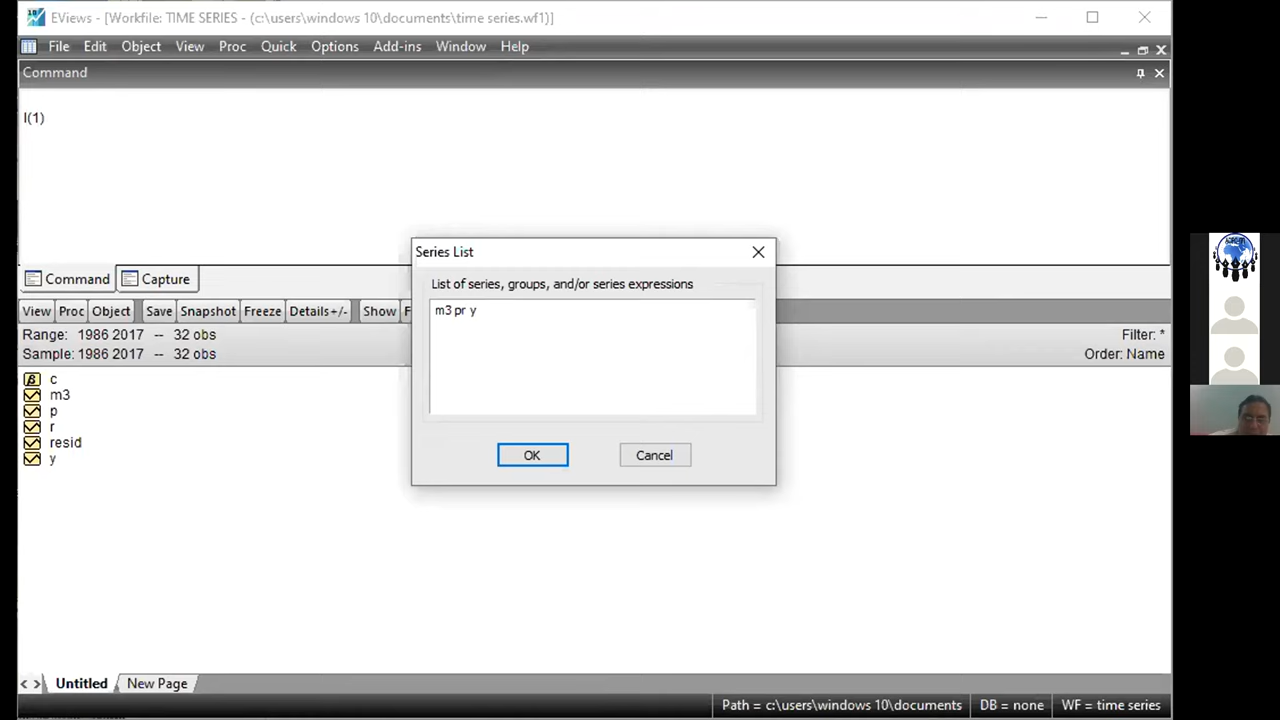 EViews - [Workfile: TIME SERIES - (c:\users\windows 10\documents\time series.wf1)]
File Edit Object View Proc Quick Options Add-ins Window Help
Command
I(1)
Series List
List of series, groups, and/or series expressions
m3 pr y
OK Cancel
Command Capture
View Proc Object Save Snapshot Freeze Details+/- Show F
Range: 1986 2017 -- 32 obs Filter: *
Sample: 1986 2017 -- 32 obs Order: Name
c
m3
p
r
resid
y
Untitled New Page
Path = c:\users\windows 10\documents DB = none WF = time series